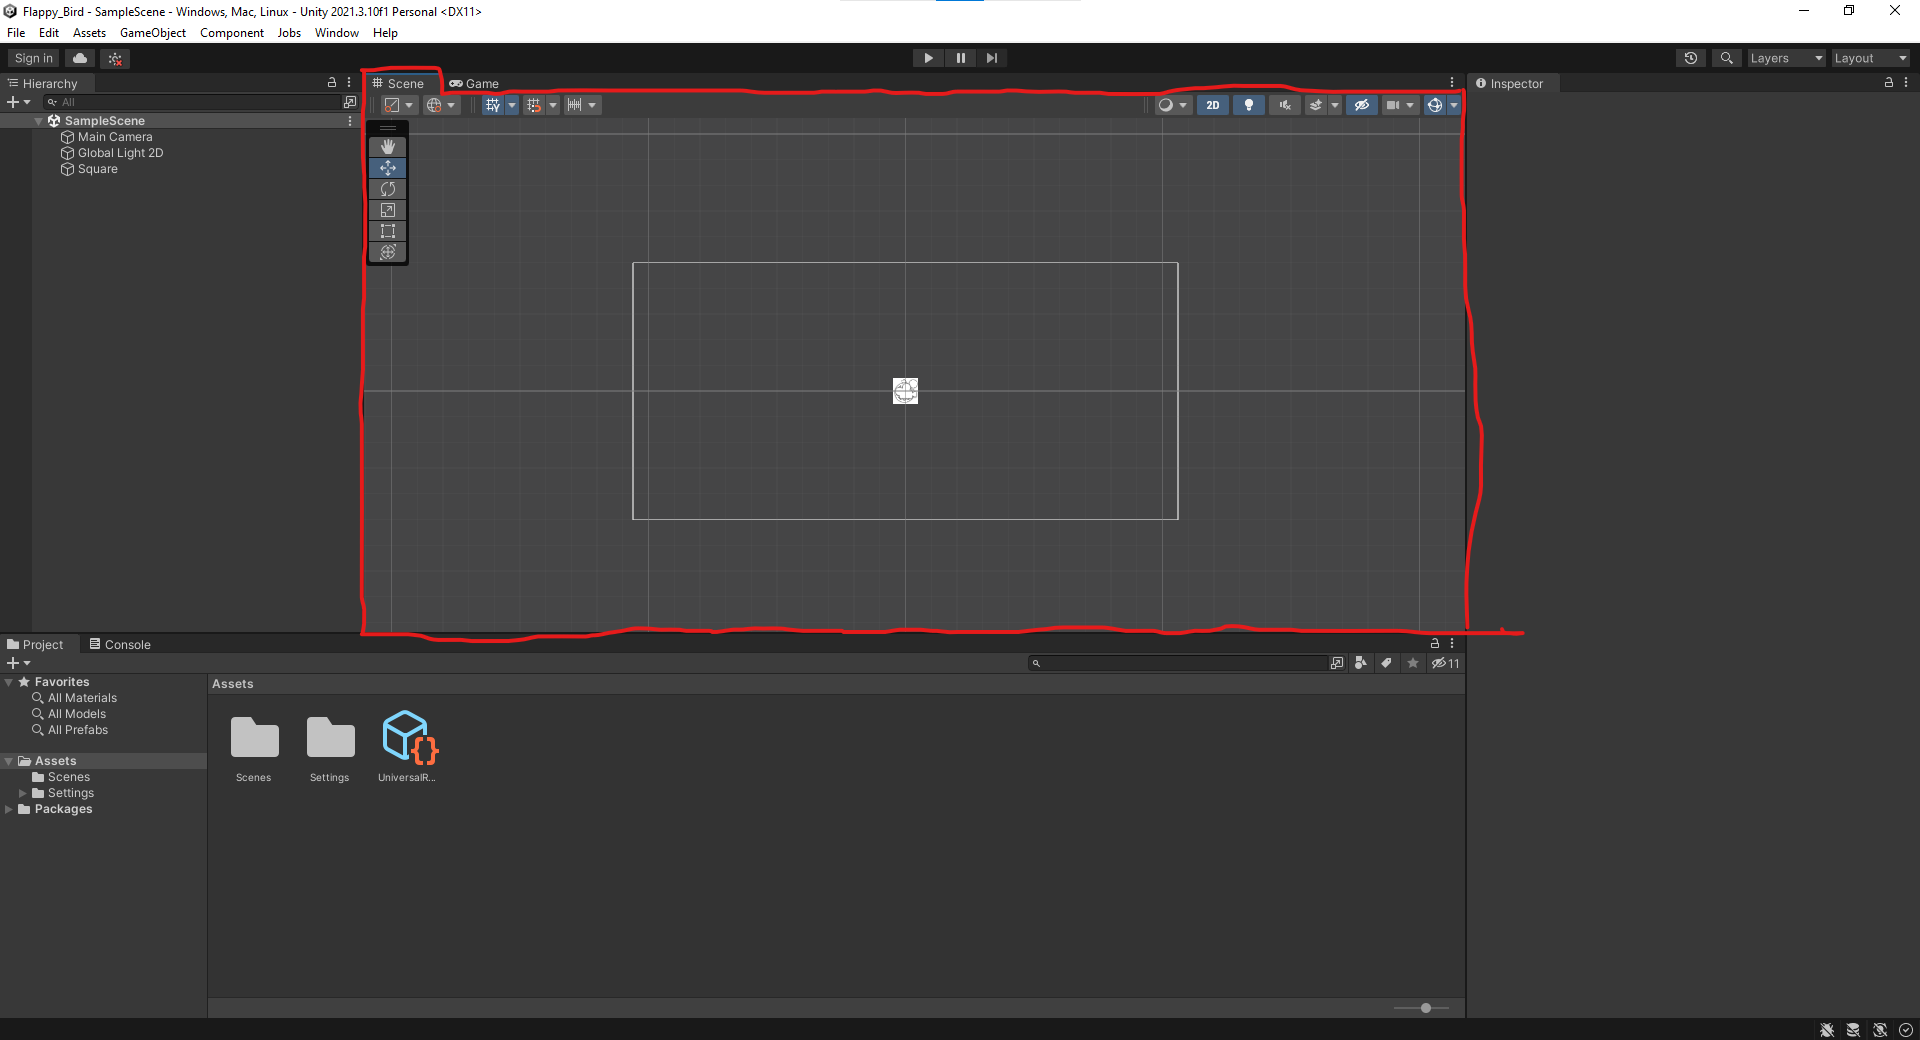 Flappy_Bird - SampleScene - Windows, Mac, Linux - Unity 2021.3.10f1 Personal <DX11>
File Edit Assets GameObject Component Jobs Window Help
Sign in Layers Layout
Hierarchy Scene Game Inspector
All 2D
SampleScene
Main Camera
Global Light 2D
Square
Project Console
11
Favorites Assets
All Materials
All Models
All Prefabs
Assets
Scenes Scenes Settings UniversalR...
Settings
Packages